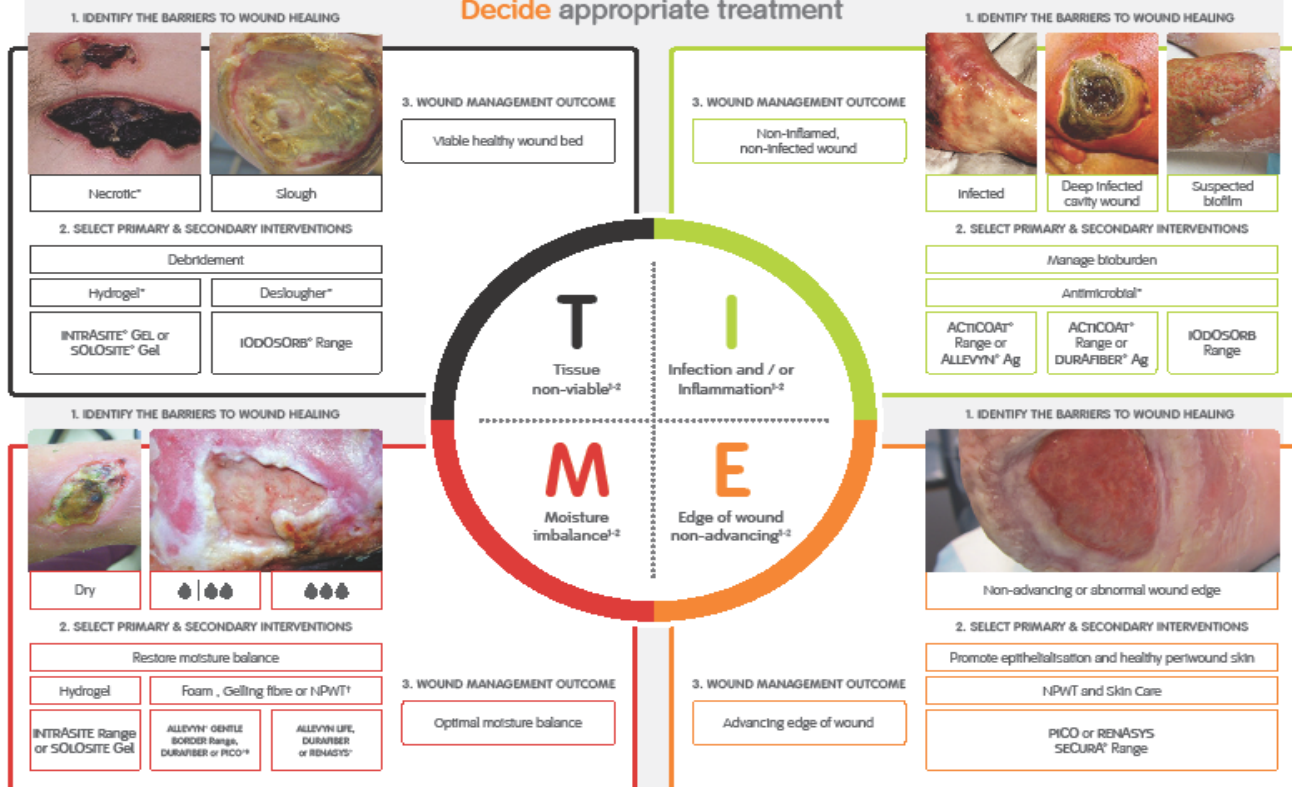 Decide appropriate treatment
1. IDENTIFY THE BARRIERS TO WOUND HEALING
Necrotic*
Slough
2. SELECT PRIMARY & SECONDARY INTERVENTIONS
Debridement
Hydrogel*
Deslougher*
INTRASITE° GEL or
SOLOSITE° Gel
IODOSORB° Range
3. WOUND MANAGEMENT OUTCOME
Viable healthy wound bed
1. IDENTIFY THE BARRIERS TO WOUND HEALING
Infected
Deep infected
cavity wound
Suspected
biofilm
2. SELECT PRIMARY & SECONDARY INTERVENTIONS
Manage bioburden
Antimicrobial*
ACTICOAT°
Range or
ALLEVYN° Ag
ACTICOAT°
Range or
DURAFIBER° Ag
IODOSORB
Range
3. WOUND MANAGEMENT OUTCOME
Non-inflamed,
non-infected wound
T
Tissue
non-viable¹⁻²
I
Infection and / or
Inflammation¹⁻²
M
Moisture
imbalance¹⁻²
E
Edge of wound
non-advancing¹⁻²
1. IDENTIFY THE BARRIERS TO WOUND HEALING
Dry
2. SELECT PRIMARY & SECONDARY INTERVENTIONS
Restore moisture balance
Hydrogel
Foam , Gelling fibre or NPWT†
INTRASITE Range
or SOLOSITE Gel
ALLEVYN° GENTLE
BORDER Range,
DURAFIBER or PICO
ALLEVYN LIFE,
DURAFIBER
or RENASYS°
3. WOUND MANAGEMENT OUTCOME
Optimal moisture balance
1. IDENTIFY THE BARRIERS TO WOUND HEALING
Non-advancing or abnormal wound edge
2. SELECT PRIMARY & SECONDARY INTERVENTIONS
Promote epithelialisation and healthy periwound skin
NPWT and Skin Care
PICO or RENASYS
SECURA° Range
3. WOUND MANAGEMENT OUTCOME
Advancing edge of wound